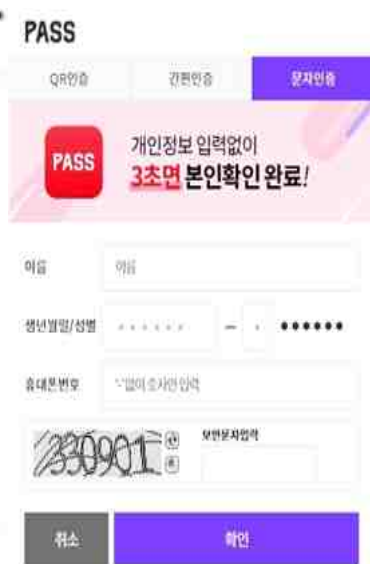 PASS
QR인증 간편인증 문자인증
PASS
개인정보 입력없이
3초면 본인확인 완료!
이름 이름
생년월일/성별 ······ – · ●●●●●●
휴대폰번호 '-'없이 숫자만 입력
보안문자입력
330901
취소 확인